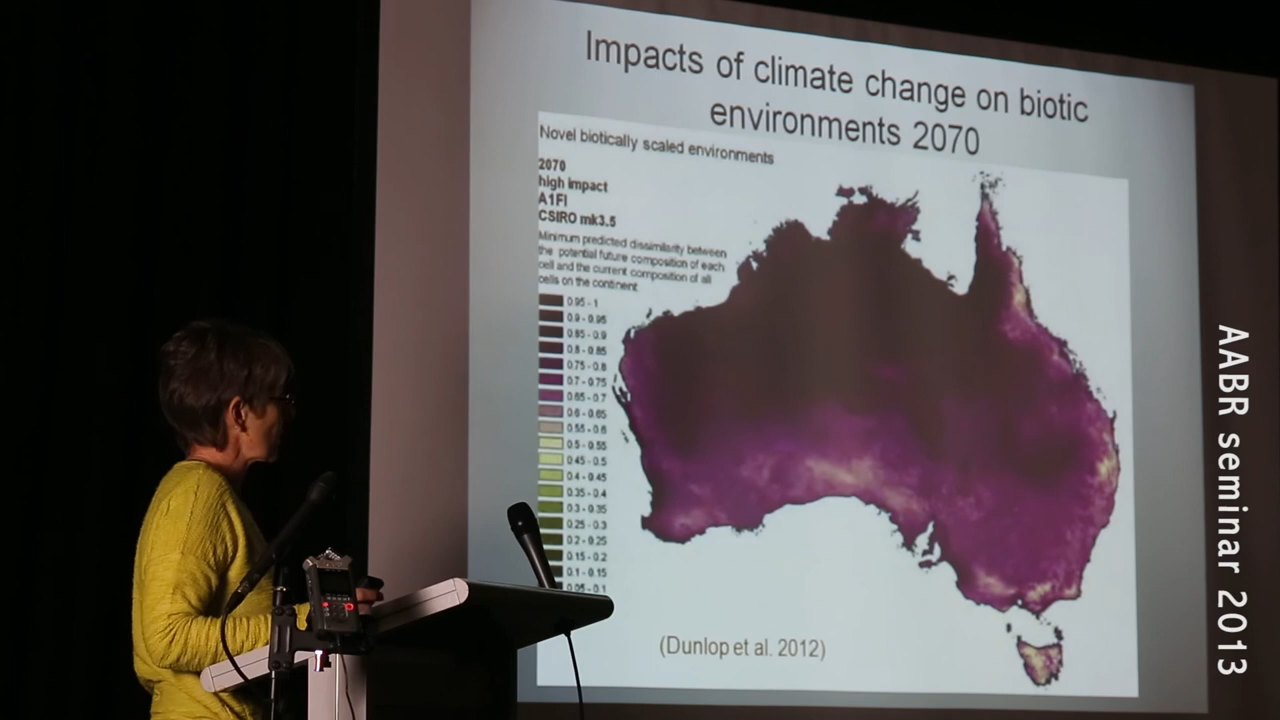 Impacts of climate change on biotic
environments 2070
Novel biotically scaled environments
2070
high impact
A1FI
CSIRO mk3.5
Minimum predicted dissimilarity between
the potential future composition of each
cell and the current composition of all
cells on the continent
0.95 - 1
0.9 - 0.95
0.85 - 0.9
0.8 - 0.85
0.75 - 0.8
0.7 - 0.75
0.65 - 0.7
0.6 - 0.65
0.55 - 0.6
0.5 - 0.55
0.45 - 0.5
0.4 - 0.45
0.35 - 0.4
0.3 - 0.35
0.25 - 0.3
0.2 - 0.25
0.15 - 0.2
0.1 - 0.15
0.05 - 0.1
(Dunlop et al. 2012)
AABR seminar 2013